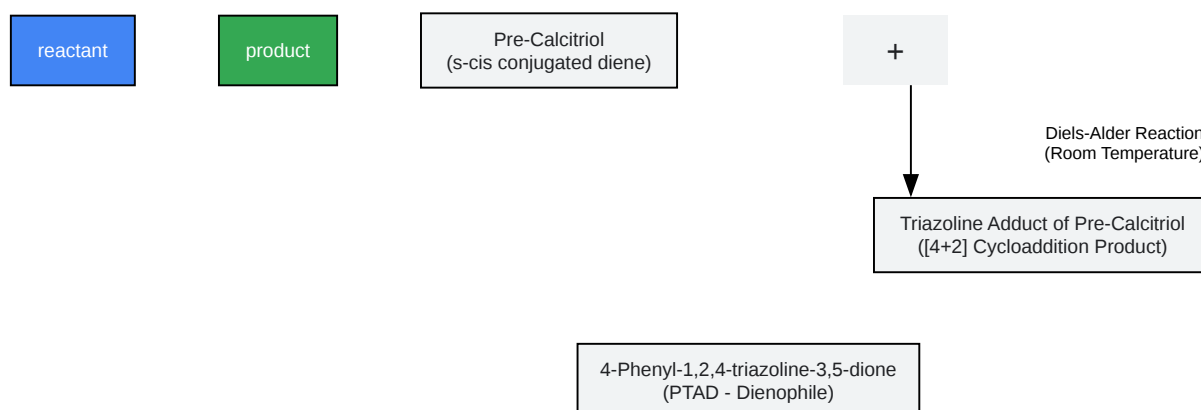 reactant
product
Pre-Calcitriol
(s-cis conjugated diene)
+
Diels-Alder Reaction
(Room Temperature)
Triazoline Adduct of Pre-Calcitriol
([4+2] Cycloaddition Product)
4-Phenyl-1,2,4-triazoline-3,5-dione
(PTAD - Dienophile)